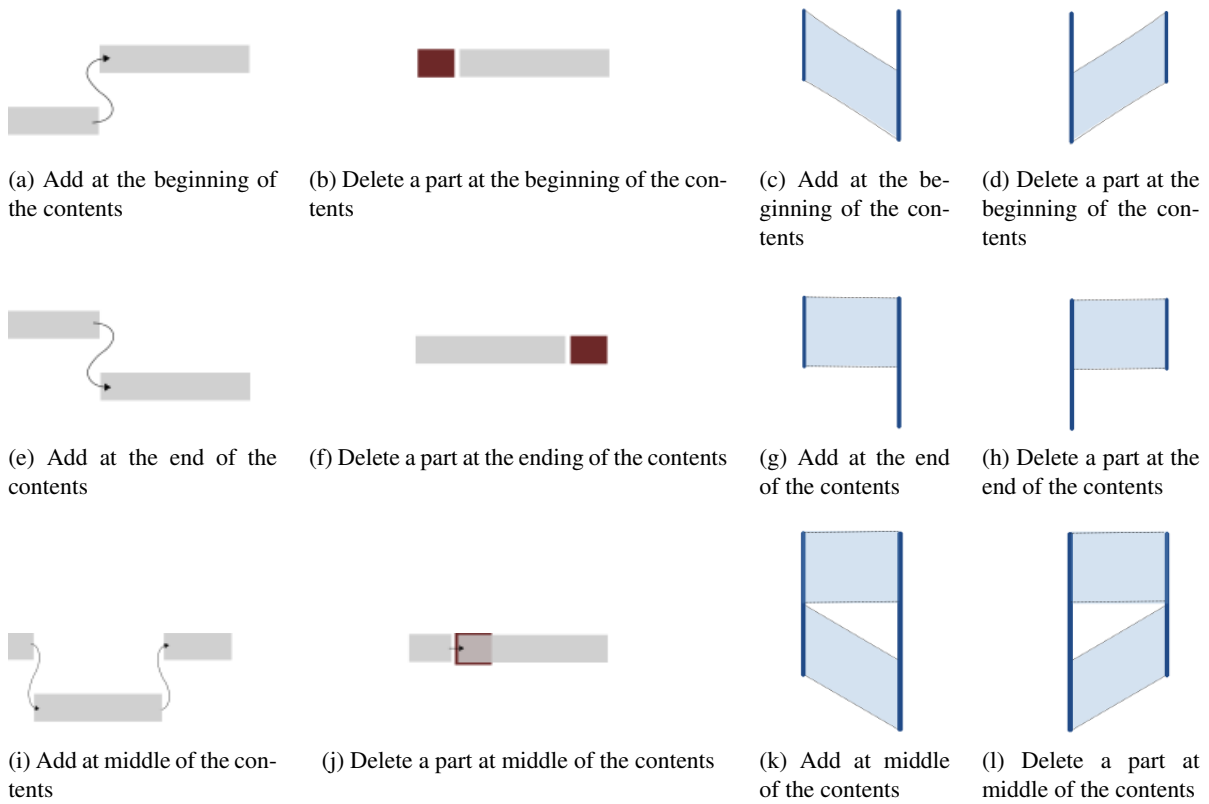 (a) Add at the beginning of
the contents
(b) Delete a part at the beginning of the con-
tents
(c) Add at the be-
ginning of the con-
tents
(d) Delete a part at the
beginning of the con-
tents
(e) Add at the end of the
contents
(f) Delete a part at the ending of the contents
(g) Add at the end
of the contents
(h) Delete a part at the
end of the contents
(i) Add at middle of the con-
tents
(j) Delete a part at middle of the contents
(k) Add at middle
of the contents
(l) Delete a part at
middle of the contents